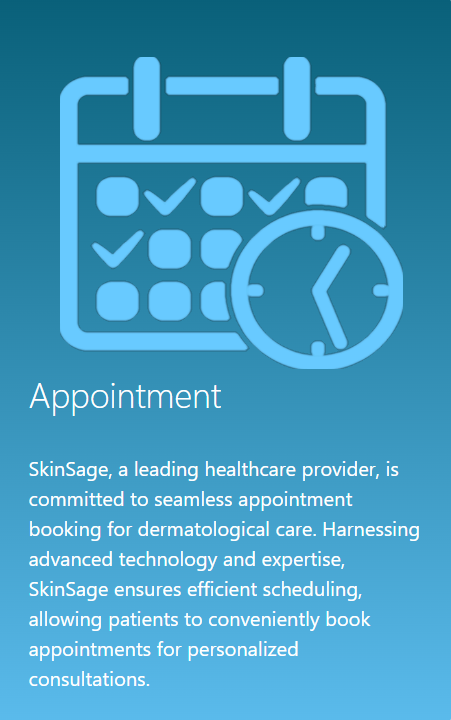 Appointment
SkinSage, a leading healthcare provider, is
committed to seamless appointment
booking for dermatological care. Harnessing
advanced technology and expertise,
SkinSage ensures efficient scheduling,
allowing patients to conveniently book
appointments for personalized
consultations.